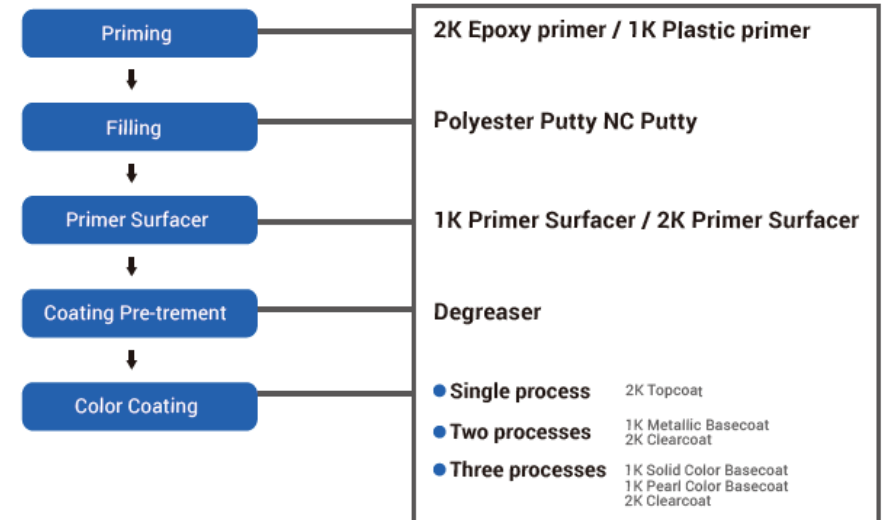 Priming
2K Epoxy primer / 1K Plastic primer
Filling
Polyester Putty NC Putty
Primer Surfacer
1K Primer Surfacer / 2K Primer Surfacer
Coating Pre-trement
Degreaser
Color Coating
Single process 2K Topcoat
Two processes 1K Metallic Basecoat
2K Clearcoat
Three processes 1K Solid Color Basecoat
1K Pearl Color Basecoat
2K Clearcoat